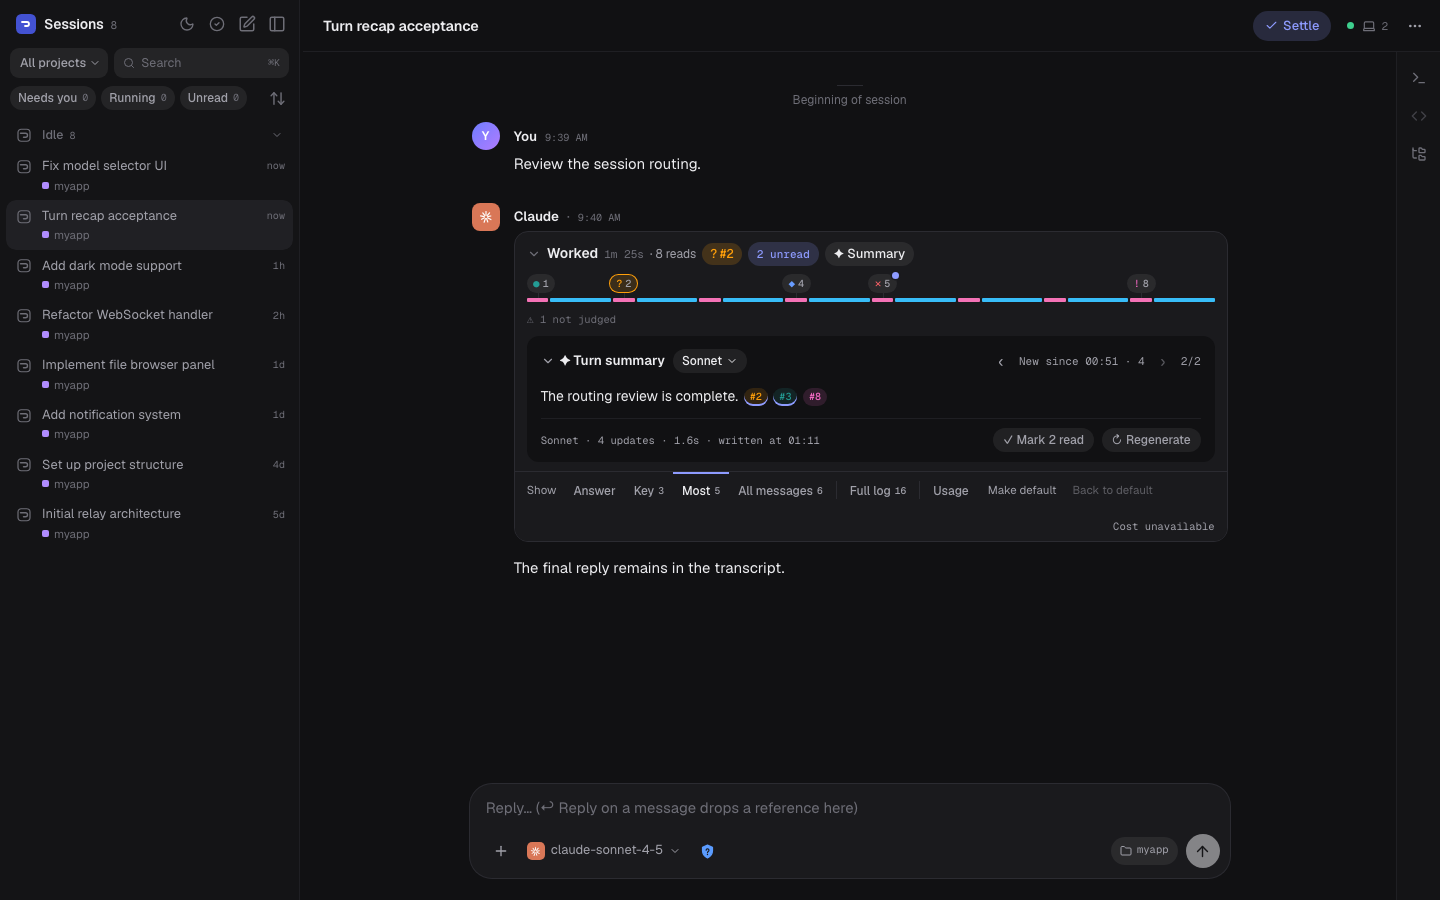 Sessions 8
All projects
Search ⌘K
Needs you 0
Running 0
Unread 0
Idle 8
Fix model selector UI now
myapp
Turn recap acceptance now
myapp
Add dark mode support 1h
myapp
Refactor WebSocket handler 2h
myapp
Implement file browser panel 1d
myapp
Add notification system 1d
myapp
Set up project structure 4d
myapp
Initial relay architecture 5d
myapp
Turn recap acceptance
✓ Settle
2
Beginning of session
Y
You 9:39 AM
Review the session routing.
Claude · 9:40 AM
Worked 1m 25s · 8 reads ? #2 2 unread ✦ Summary
● 1 ? 2 ◆ 4 × 5 ! 8
⚠ 1 not judged
✦ Turn summary Sonnet ‹ New since 00:51 · 4 › 2/2
The routing review is complete. #2 #3 #8
Sonnet · 4 updates · 1.6s · written at 01:11 ✓ Mark 2 read ↻ Regenerate
Show Answer Key 3 Most 5 All messages 6 Full log 16 Usage Make default Back to default
Cost unavailable
The final reply remains in the transcript.
Reply… (↩ Reply on a message drops a reference here)
+ claude-sonnet-4-5 ? myapp